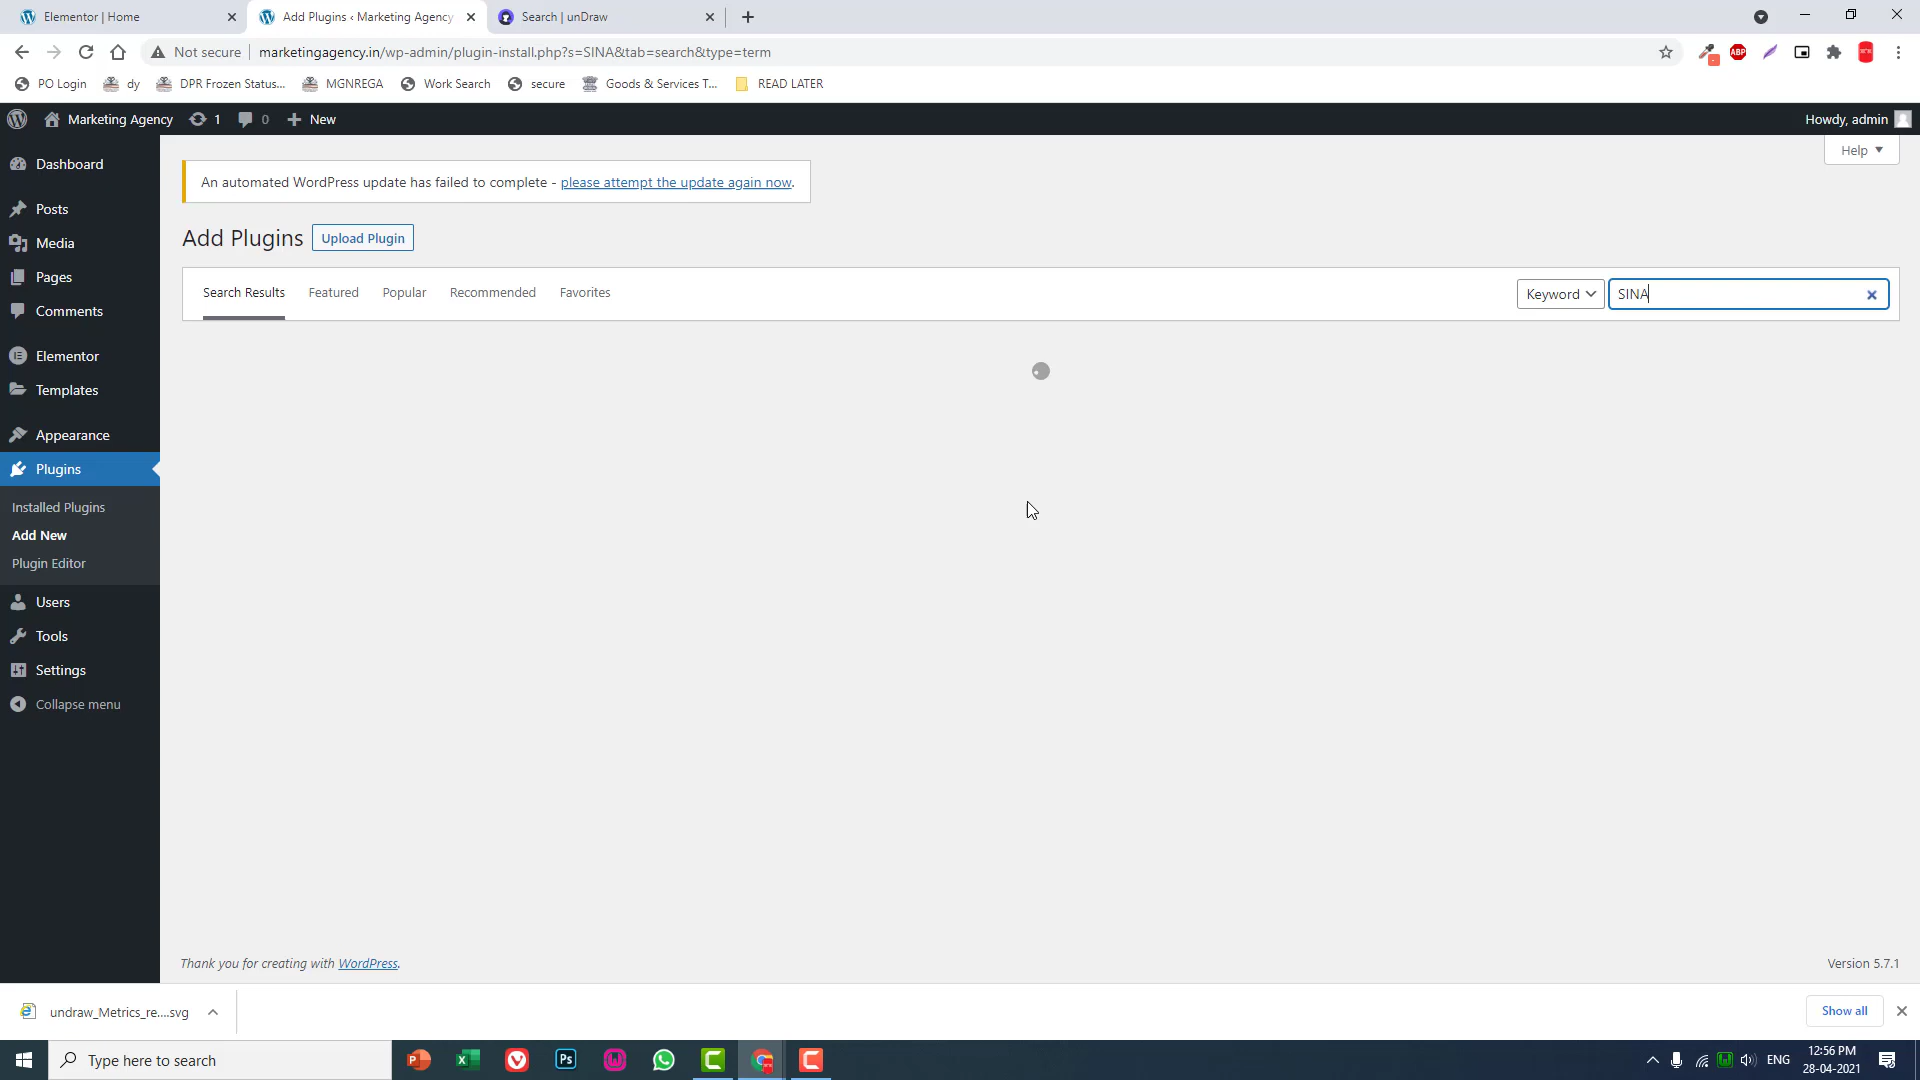 Elementor | Home
Add Plugins ‹ Marketing Agency
Search | unDraw
Not secure
marketingagency.in/wp-admin/plugin-install.php?s=SINA&tab=search&type=term
ABP
PO Login
dy
DPR Frozen Status...
MGNREGA
Work Search
secure
Goods & Services T...
READ LATER
Marketing Agency
1
0
New
Howdy, admin
Dashboard
Posts
Media
Pages
Comments
Elementor
Templates
Appearance
Plugins
Installed Plugins
Add New
Plugin Editor
Users
Tools
Settings
Collapse menu
Help
An automated WordPress update has failed to complete - please attempt the update again now.
Add Plugins
Upload Plugin
Search Results
Featured
Popular
Recommended
Favorites
Keyword
SINA
Thank you for creating with WordPress.
Version 5.7.1
undraw_Metrics_re....svg
Show all
Type here to search
Ps
ENG
12:56 PM
28-04-2021